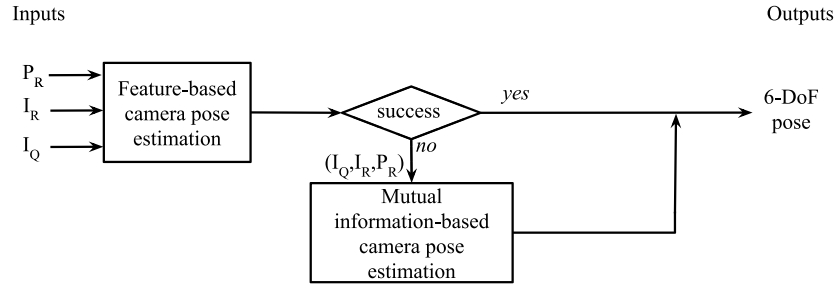 Inputs
Outputs
P_R
I_R
I_Q
Feature-based
camera pose
estimation
success
yes
no
6-DoF
pose
(I_Q,I_R,P_R)
Mutual
information-based
camera pose
estimation